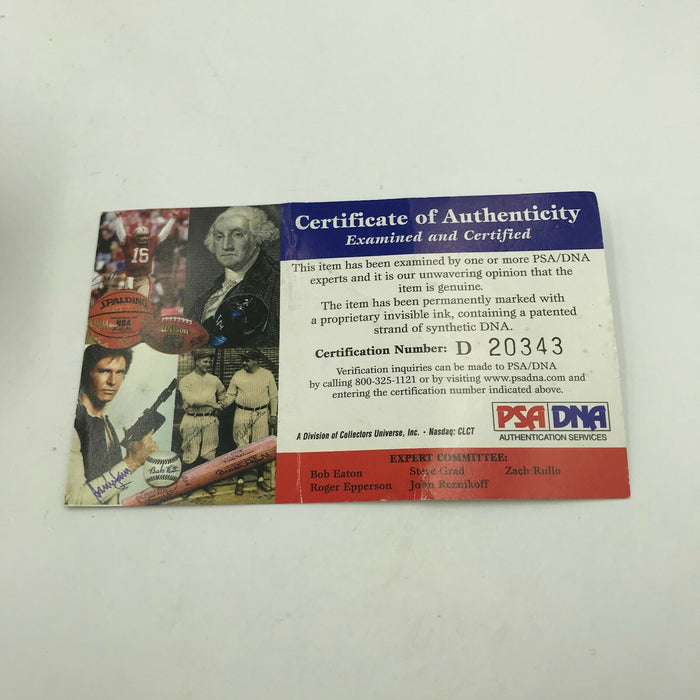 Certificate of Authenticity
Examined and Certified
This item has been examined by one or more PSA/DNA
experts and it is our unwavering opinion that the
item is genuine.
The item has been permanently marked with
a proprietary invisible ink, containing a patented
strand of synthetic DNA.
Certification Number: D 20343
Verification inquiries can be made to PSA/DNA
by calling 800-325-1121 or by visiting www.psadna.com and
entering the certification number indicated above.
PSA DNA
AUTHENTICATION SERVICES
A Division of Collectors Universe, Inc. - Nasdaq: CLCT
EXPERT COMMITTEE:
Bob Eaton Steve Grad Zach Rullo
Roger Epperson John Reznikoff
16
SPALDING
NBA
Wilson
Babe Ruth